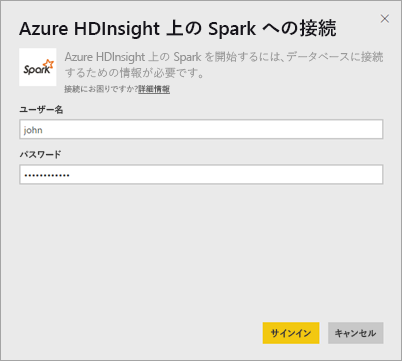 Azure HDInsight 上の Spark への接続
Spark
Azure HDInsight 上の Spark を開始するには、データベースに接続
するための情報が必要です。
接続にお困りですか?詳細情報
ユーザー名
john
パスワード
••••••••••••
サインイン
キャンセル